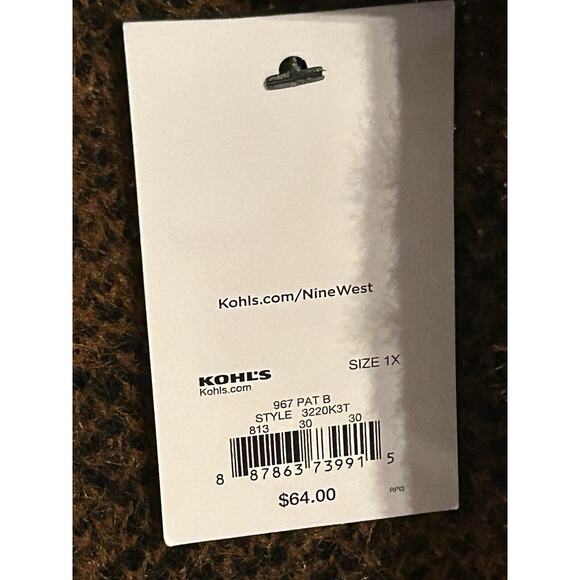 Kohls.com/NineWest
KOHL'S
SIZE 1X
Kohls.com
967 PAT B
STYLE 3220K3T
813 30 30
8 87863 73991 5
$64.00